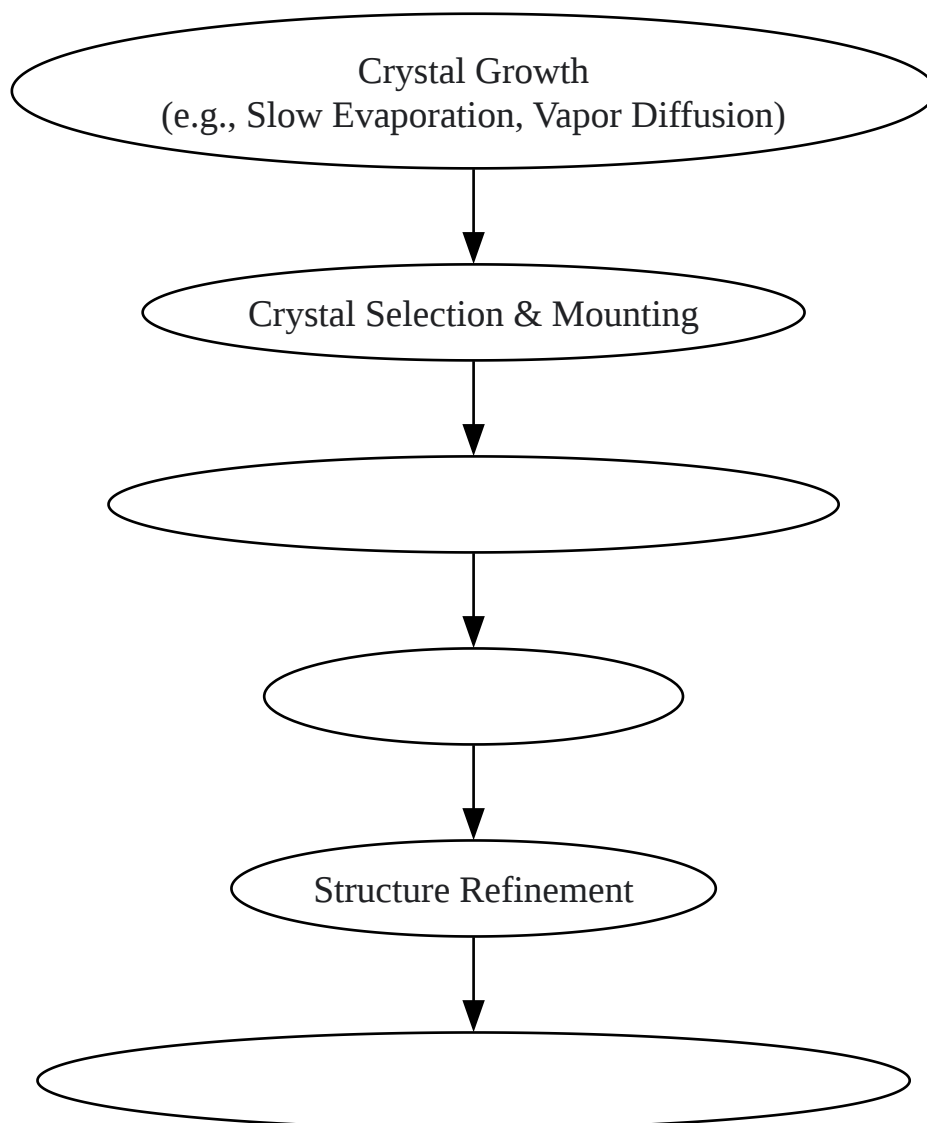 Crystal Growth
(e.g., Slow Evaporation, Vapor Diffusion)
Crystal Selection & Mounting
Structure Refinement